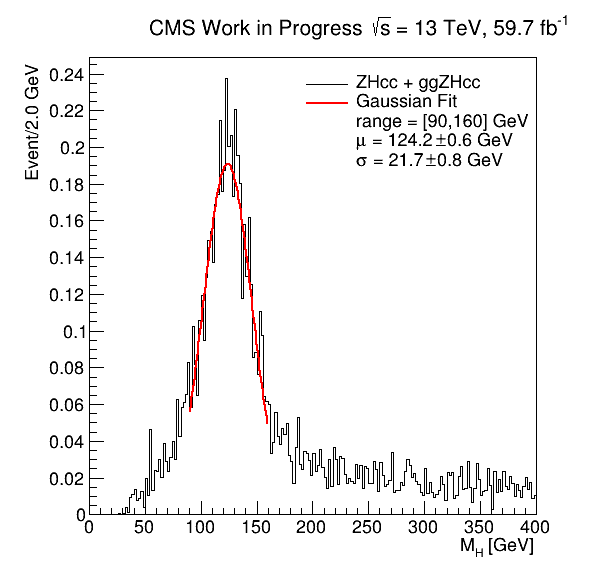 CMS Work in Progress √s = 13 TeV, 59.7 fb⁻¹
Event/2.0 GeV
ZHcc + ggZHcc
Gaussian Fit
range = [90,160] GeV
μ = 124.2±0.6 GeV
σ = 21.7±0.8 GeV
0.24
0.22
0.2
0.18
0.16
0.14
0.12
0.1
0.08
0.06
0.04
0.02
0
0 50 100 150 200 250 300 350 400
M_H [GeV]